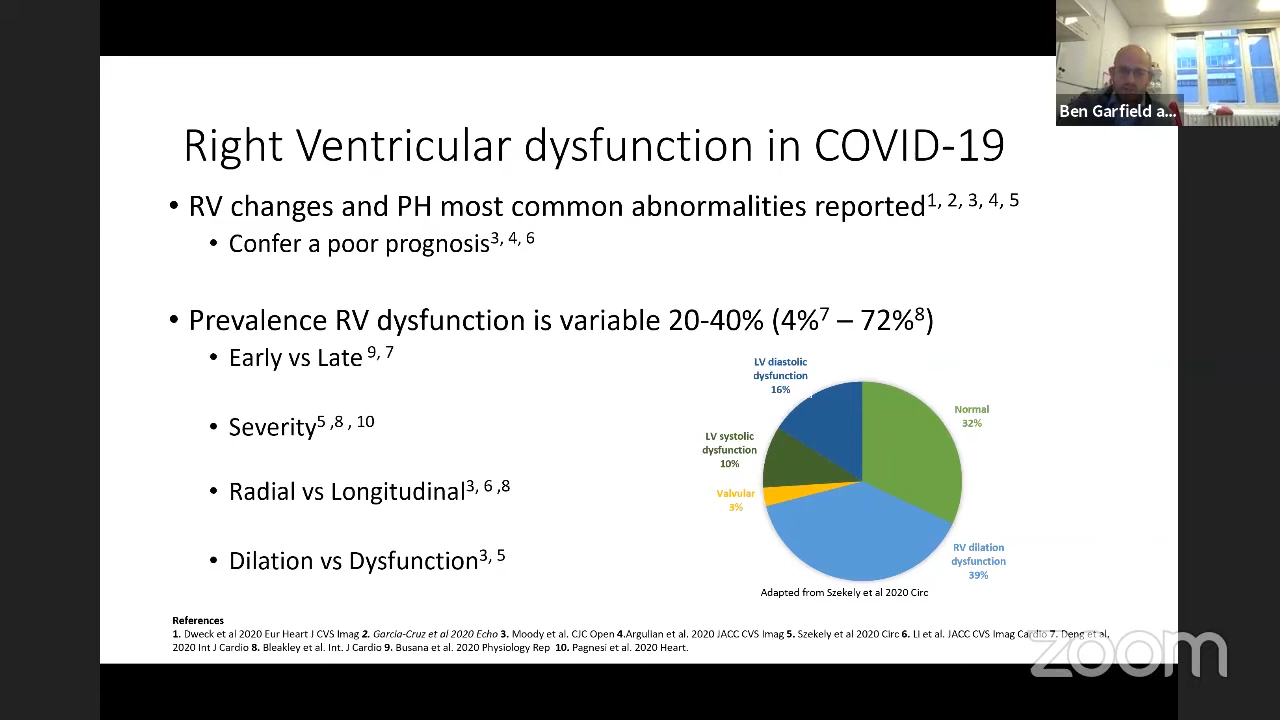 Ben Garfield a...
Right Ventricular dysfunction in COVID-19
• RV changes and PH most common abnormalities reported1, 2, 3, 4, 5
• Confer a poor prognosis3, 4, 6
• Prevalence RV dysfunction is variable 20-40% (4%7 – 72%8)
• Early vs Late 9, 7
• Severity5 ,8 , 10
• Radial vs Longitudinal3, 6 ,8
• Dilation vs Dysfunction3, 5
LV diastolic
dysfunction
16%
Normal
32%
LV systolic
dysfunction
10%
Valvular
3%
RV dilation
dysfunction
39%
Adapted from Szekely et al 2020 Circ
References
1. Dweck et al 2020 Eur Heart J CVS Imag 2. Garcia-Cruz et al 2020 Echo 3. Moody et al. CJC Open 4.Argulian et al. 2020 JACC CVS Imag 5. Szekely et al 2020 Circ 6. LI et al. JACC CVS Imag Cardio 7. Deng et al,
2020 Int J Cardio 8. Bleakley et al. Int. J Cardio 9. Busana et al. 2020 Physiology Rep 10. Pagnesi et al. 2020 Heart.
zoom